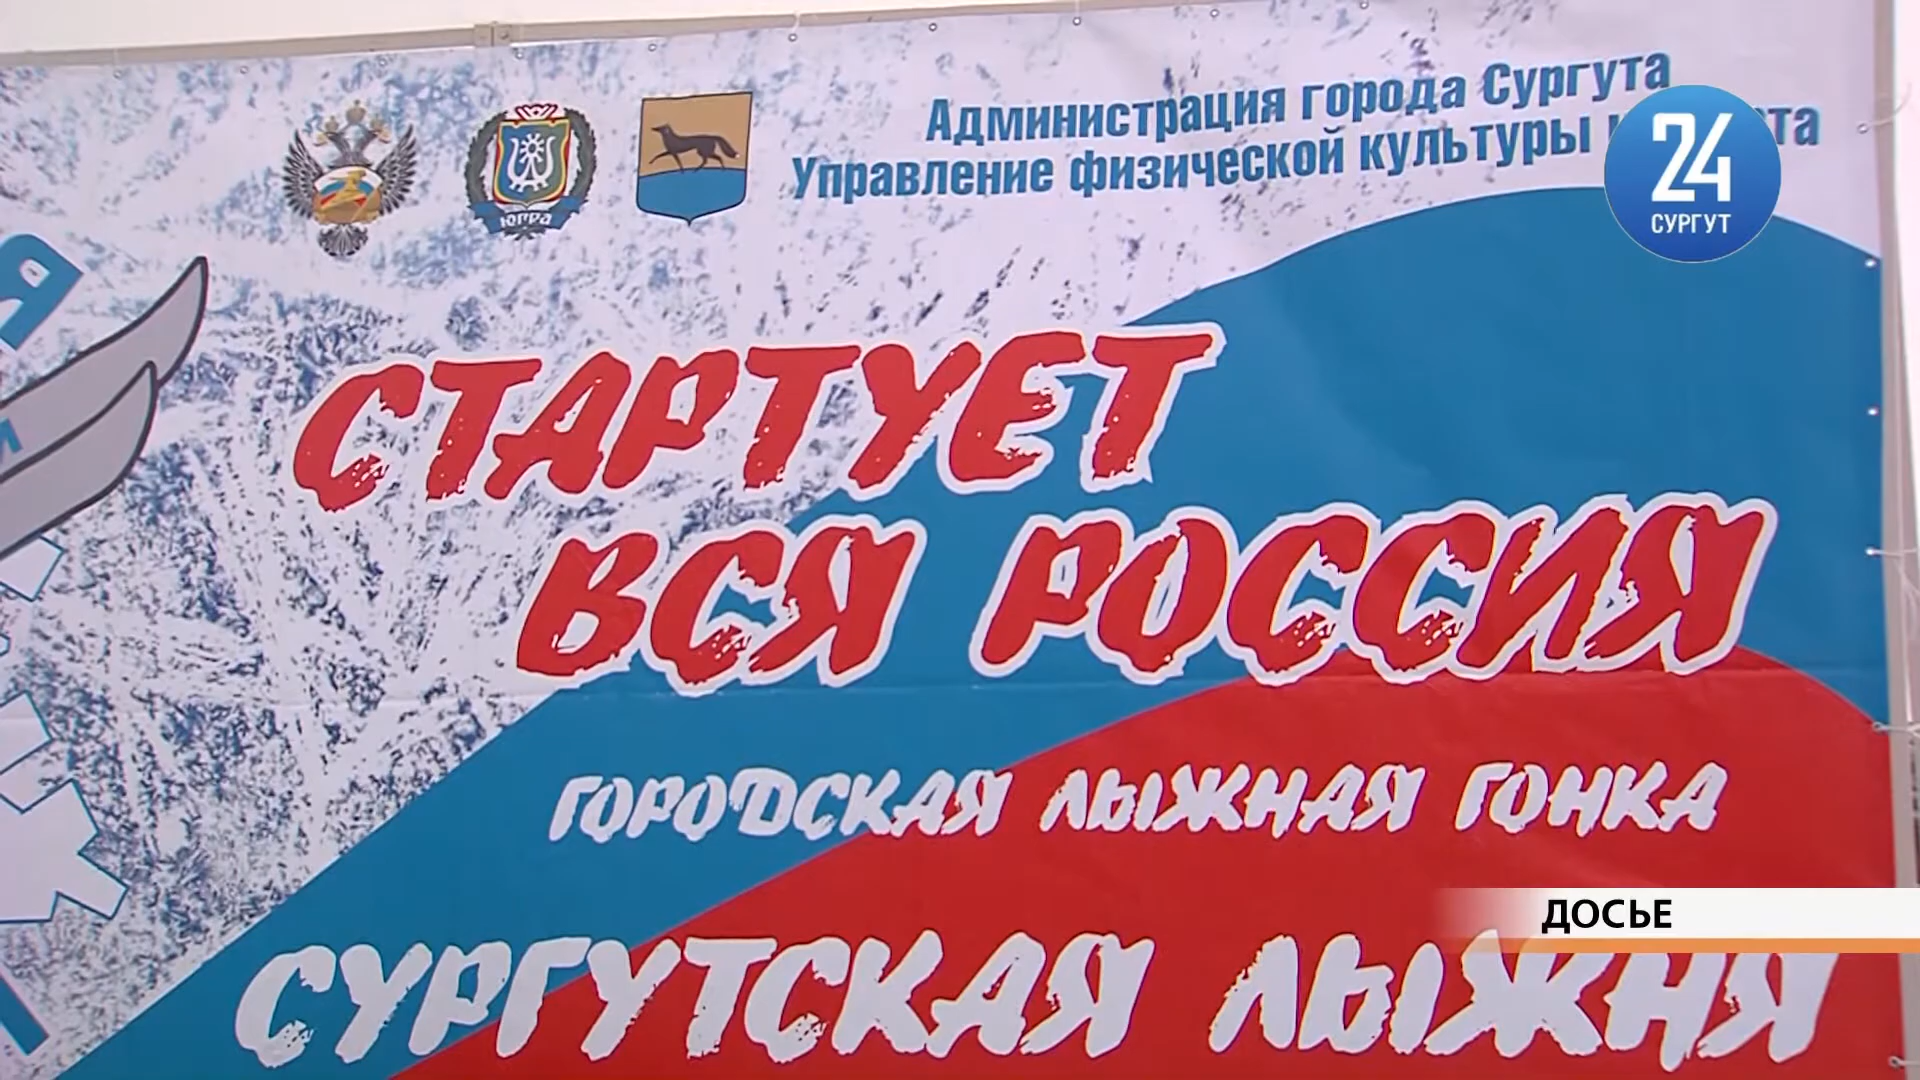 Администрация города Сургута
Управление физической культуры
24
СУРГУТ
ЮГРА
Я
СТАРТУЕТ
ВСЯ РОССИЯ
ГОРОДСКАЯ ЛЫЖНАЯ ГОНКА
ДОСЬЕ
СУРГУТСКАЯ ЛЫЖНЯ